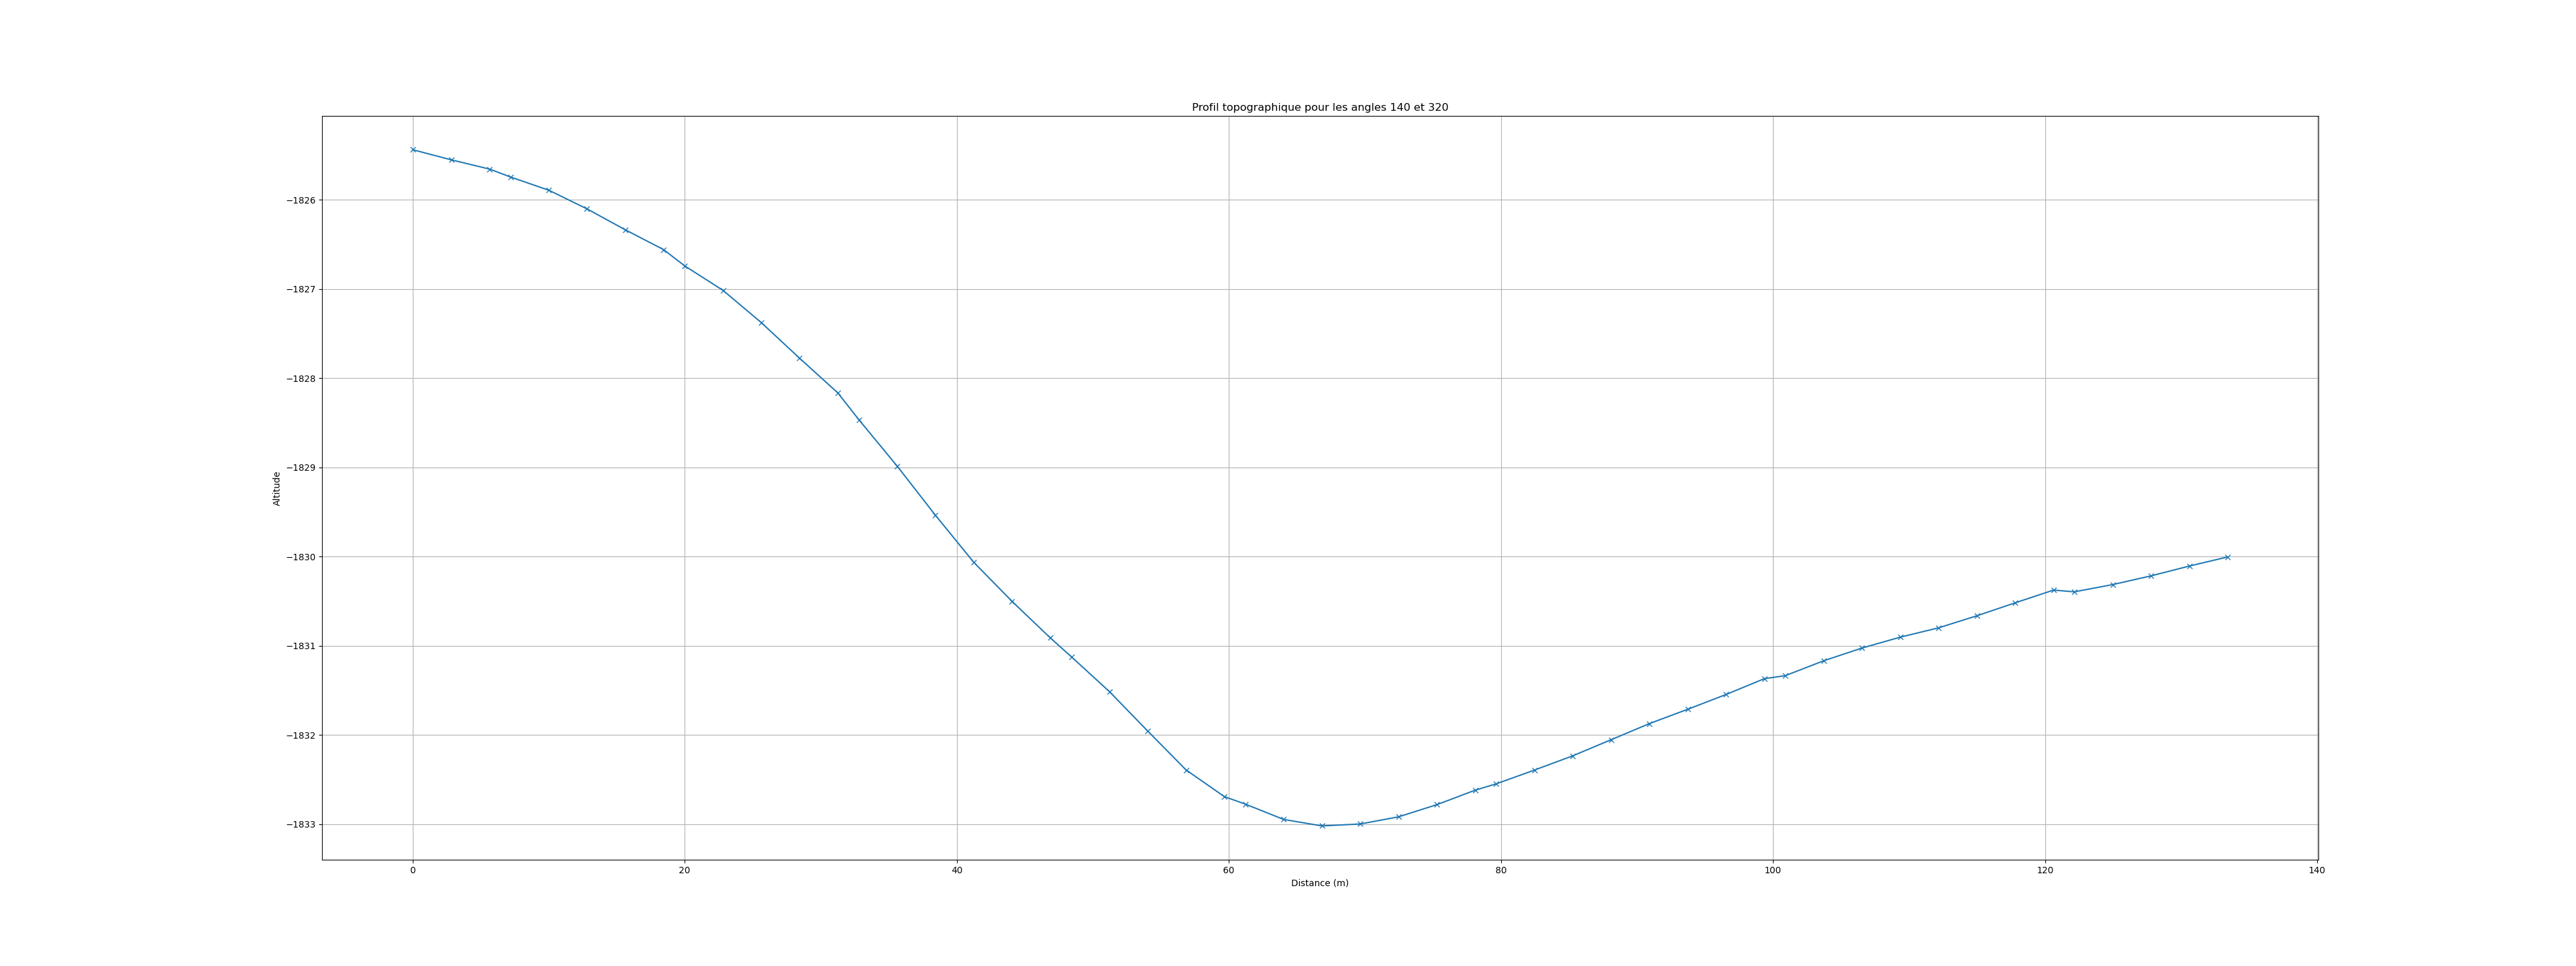 Profil topographique pour les angles 140 et 320
Altitude
−1826
−1827
−1828
−1829
−1830
−1831
−1832
−1833
0 20 40 60 80 100 120 140
Distance (m)